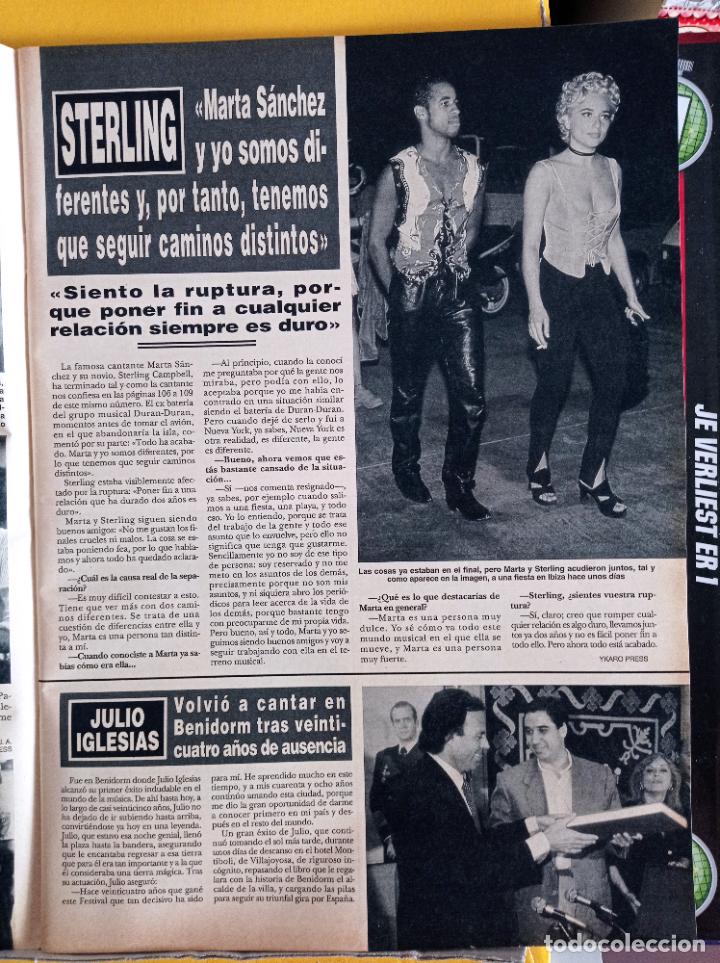 STERLING
«Marta Sánchez
y yo somos di-
ferentes y, por tanto, tenemos
que seguir caminos distintos»
«Siento la ruptura, por-
que poner fin a cualquier
relación siempre es duro»
La famosa cantante Marta Sán-
chez y su novio, Sterling Campbell,
ha terminado tal y como la cantante
nos confiesa en las páginas 106 a 109
de este mismo número. El ex batería
del grupo musical Duran-Duran,
momentos antes de tomar el avión,
en el que abandonaría la isla, co-
mentó por su parte: «Todo ha acaba-
do. Marta y yo somos diferentes, por
lo que tenemos que seguir caminos
distintos».
Sterling estaba visiblemente afec-
tado por la ruptura: «Poner fin a una
relación que ha durado dos años es
duro».
Marta y Sterling siguen siendo
buenos amigos: «No me gustan los fi-
nales crueles ni malos. La cosa se es-
taba poniendo fea, por lo que habla-
mos y ahora todo ha quedado aclara-
do».
—¿Cuál es la causa real de la sepa-
ración?
—Es muy difícil contestar a esto.
Tiene que ver más con dos cami-
nos diferentes. Se trata de una
cuestión de diferencias entre ella y
yo, Marta es una persona tan distin-
ta a mí.
—Cuando conociste a Marta ya sa-
bías cómo era ella...
—Al principio, cuando la conocí
me preguntaba por qué la gente nos
miraba, pero podía con ello, lo
aceptaba porque yo me había en-
contrado en una situación similar
siendo el batería de Duran-Duran.
Pero cuando dejé de serlo y fui a
Nueva York, ya sabes, Nueva York es
otra realidad, es diferente, la gente
es diferente.
—Bueno, ahora vemos que es-
tás bastante cansado de la situa-
ción...
—Sí —nos comenta resignado—,
ya sabes, por ejemplo cuando salí-
mos a una fiesta, una playa, y todo
eso. Yo lo entiendo, porque se trata
del trabajo de la gente y todo ese
asunto que lo envuelve, pero ello no
significa que tenga que gustarme.
Sencillamente yo no soy de ese tipo
de persona: soy reservado y no me
meto en los asuntos de los demás,
precisamente porque no son mis
asuntos, y ni siquiera abro los perió-
dicos para leer acerca de la vida de
los demás, porque bastante tengo
con preocuparme de mi propia vida.
Pero bueno, así y todo, Marta y yo se-
guimos siendo buenos amigos y voy a
seguir trabajando con ella en el te-
rreno musical.
Las cosas ya estaban en el final, pero Marta y Sterling acudieron juntos, tal y
como aparece en la imagen, a una fiesta en Ibiza hace unos días
—¿Qué es lo que destacarías de
Marta en general?
—Marta es una persona muy
dulce. Yo sé cómo va todo este
mundo musical en el que ella se
mueve, y Marta es una persona
muy fuerte.
—Sterling, ¿sientes vuestra rup-
tura?
—Sí, claro; creo que romper cual-
quier relación es algo duro, llevamos jun-
tos ya dos años y no es fácil poner fin a
todo ello. Pero ahora todo está acabado.
YKARO PRESS
JULIO
IGLESIAS
Volvió a cantar en
Benidorm tras veinti-
cuatro años de ausencia
Fue en Benidorm donde Julio Iglesias
alcanzó su primer éxito indudable en el
mundo de la música. De ahí hasta hoy, a
lo largo de casi veinticinco años, Julio no
ha dejado de ir subiendo hasta arriba,
convirtiéndose ya hoy en una leyenda.
Julio, que estuvo esa noche genial, llenó
la plaza hasta la bandera, asegurando
que le encantaba regresar a esa tierra
que para él era tan importante y a la que
él consideraba una tierra mágica. Tras
su actuación, Julio aseguró:
—Hace veinticuatro años que gané
este Festival que tan decisivo ha sido
para mí. He aprendido mucho en este
tiempo, y a mis cuarenta y ocho años
continúo amando esta ciudad, porque
me dio la gran oportunidad de darme
a conocer primero en mi país y des-
pués en el resto del mundo.
Un gran éxito de Julio, que conti-
nuó tomando el sol más tarde, durante
unos días de descanso en el hotel Mon-
tíboli, de Villajoyosa, de riguroso in-
cógnito, repasando el libro que le rega-
lara con la historia de Benidorm el al-
calde de la villa, y cargando las pilas
para seguir su triunfal gira por España.
JE VERLIEST ER 1
todocoleccion